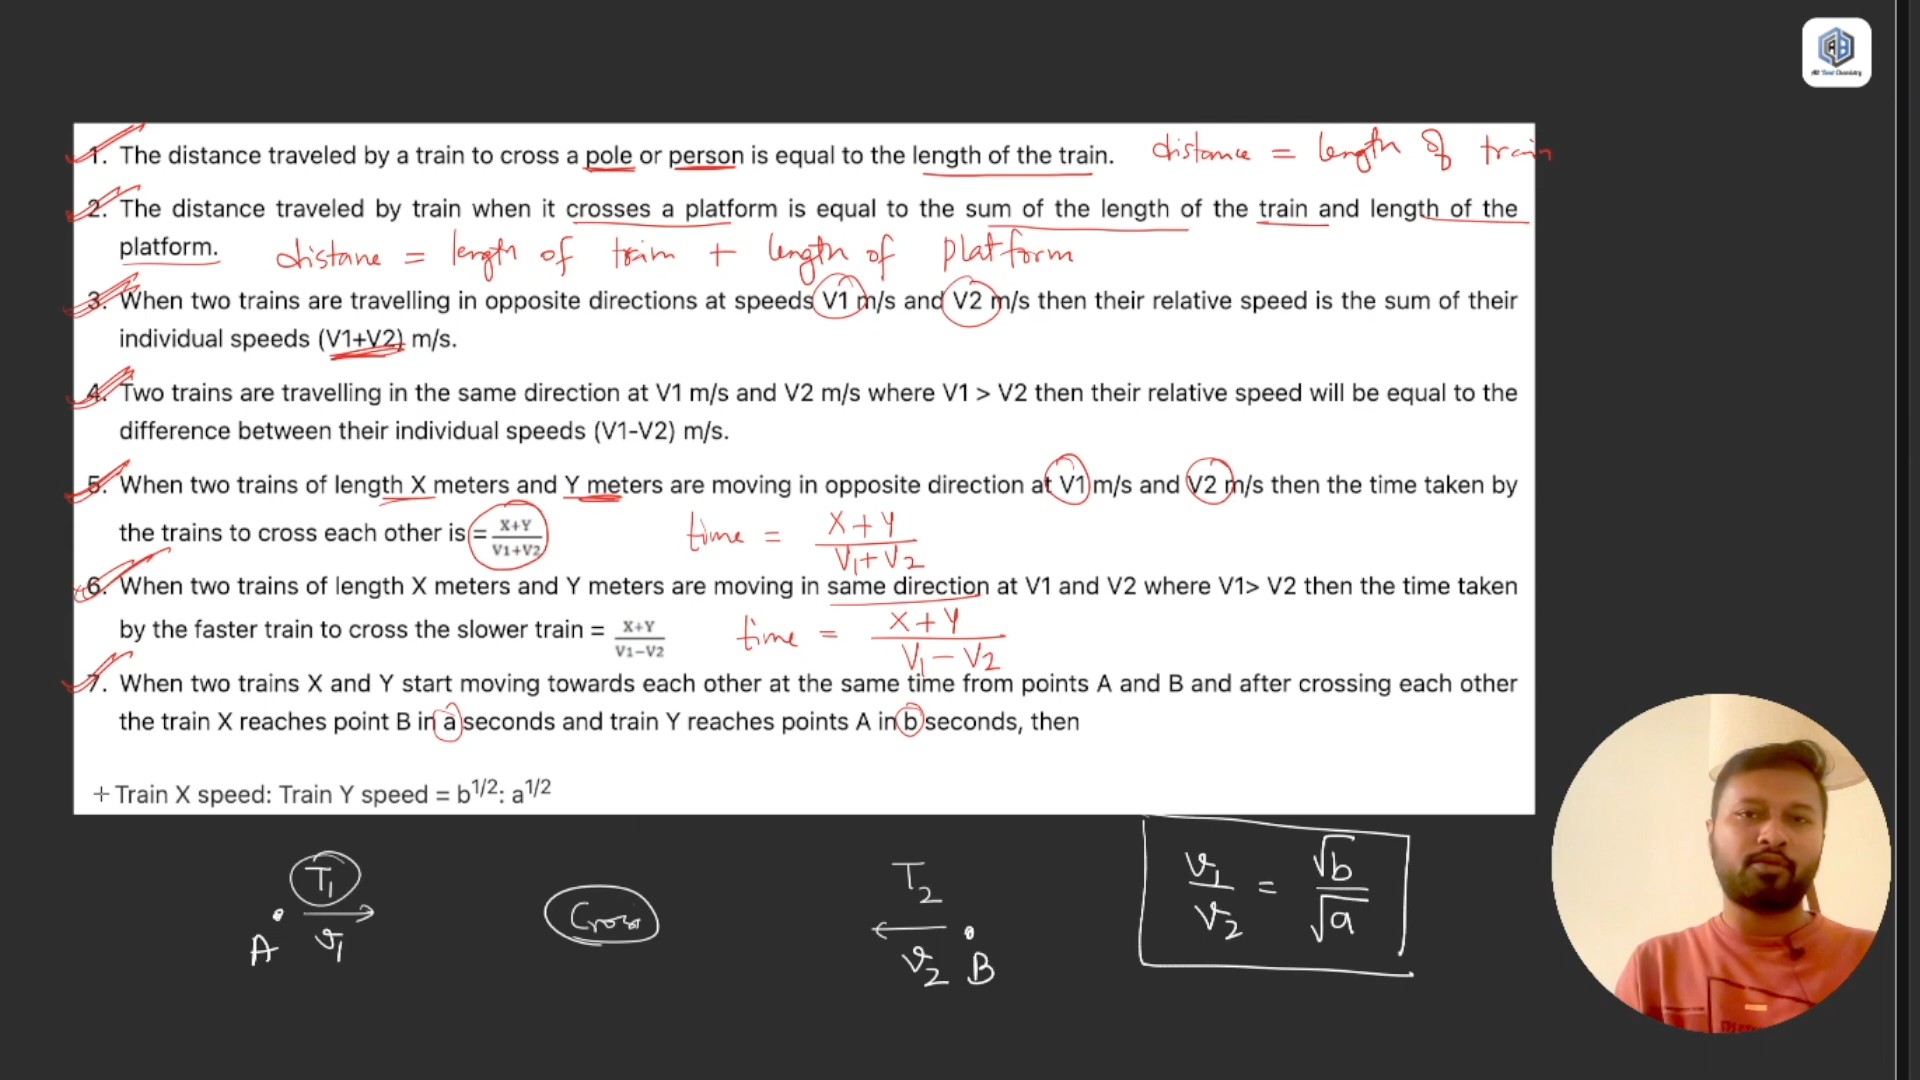 1. The distance traveled by a train to cross a pole or person is equal to the length of the train. distance = length of train
2. The distance traveled by train when it crosses a platform is equal to the sum of the length of the train and length of the
platform. distane = length of train + length of platform
3. When two trains are travelling in opposite directions at speeds V1 m/s and V2 m/s then their relative speed is the sum of their
individual speeds (V1+V2) m/s.
4. Two trains are travelling in the same direction at V1 m/s and V2 m/s where V1 > V2 then their relative speed will be equal to the
difference between their individual speeds (V1-V2) m/s.
5. When two trains of length X meters and Y meters are moving in opposite direction at V1 m/s and V2 m/s then the time taken by
the trains to cross each other is = X+Y/V1+V2 time = X+Y/V1+V2
6. When two trains of length X meters and Y meters are moving in same direction at V1 and V2 where V1> V2 then the time taken
by the faster train to cross the slower train = X+Y/V1−V2 time = X+Y/V1−V2
7. When two trains X and Y start moving towards each other at the same time from points A and B and after crossing each other
the train X reaches point B in a seconds and train Y reaches points A in b seconds, then
+ Train X speed: Train Y speed = b^1/2: a^1/2
T1 T2
Cross
A v1 v2 B
v1/v2 = √b/√a